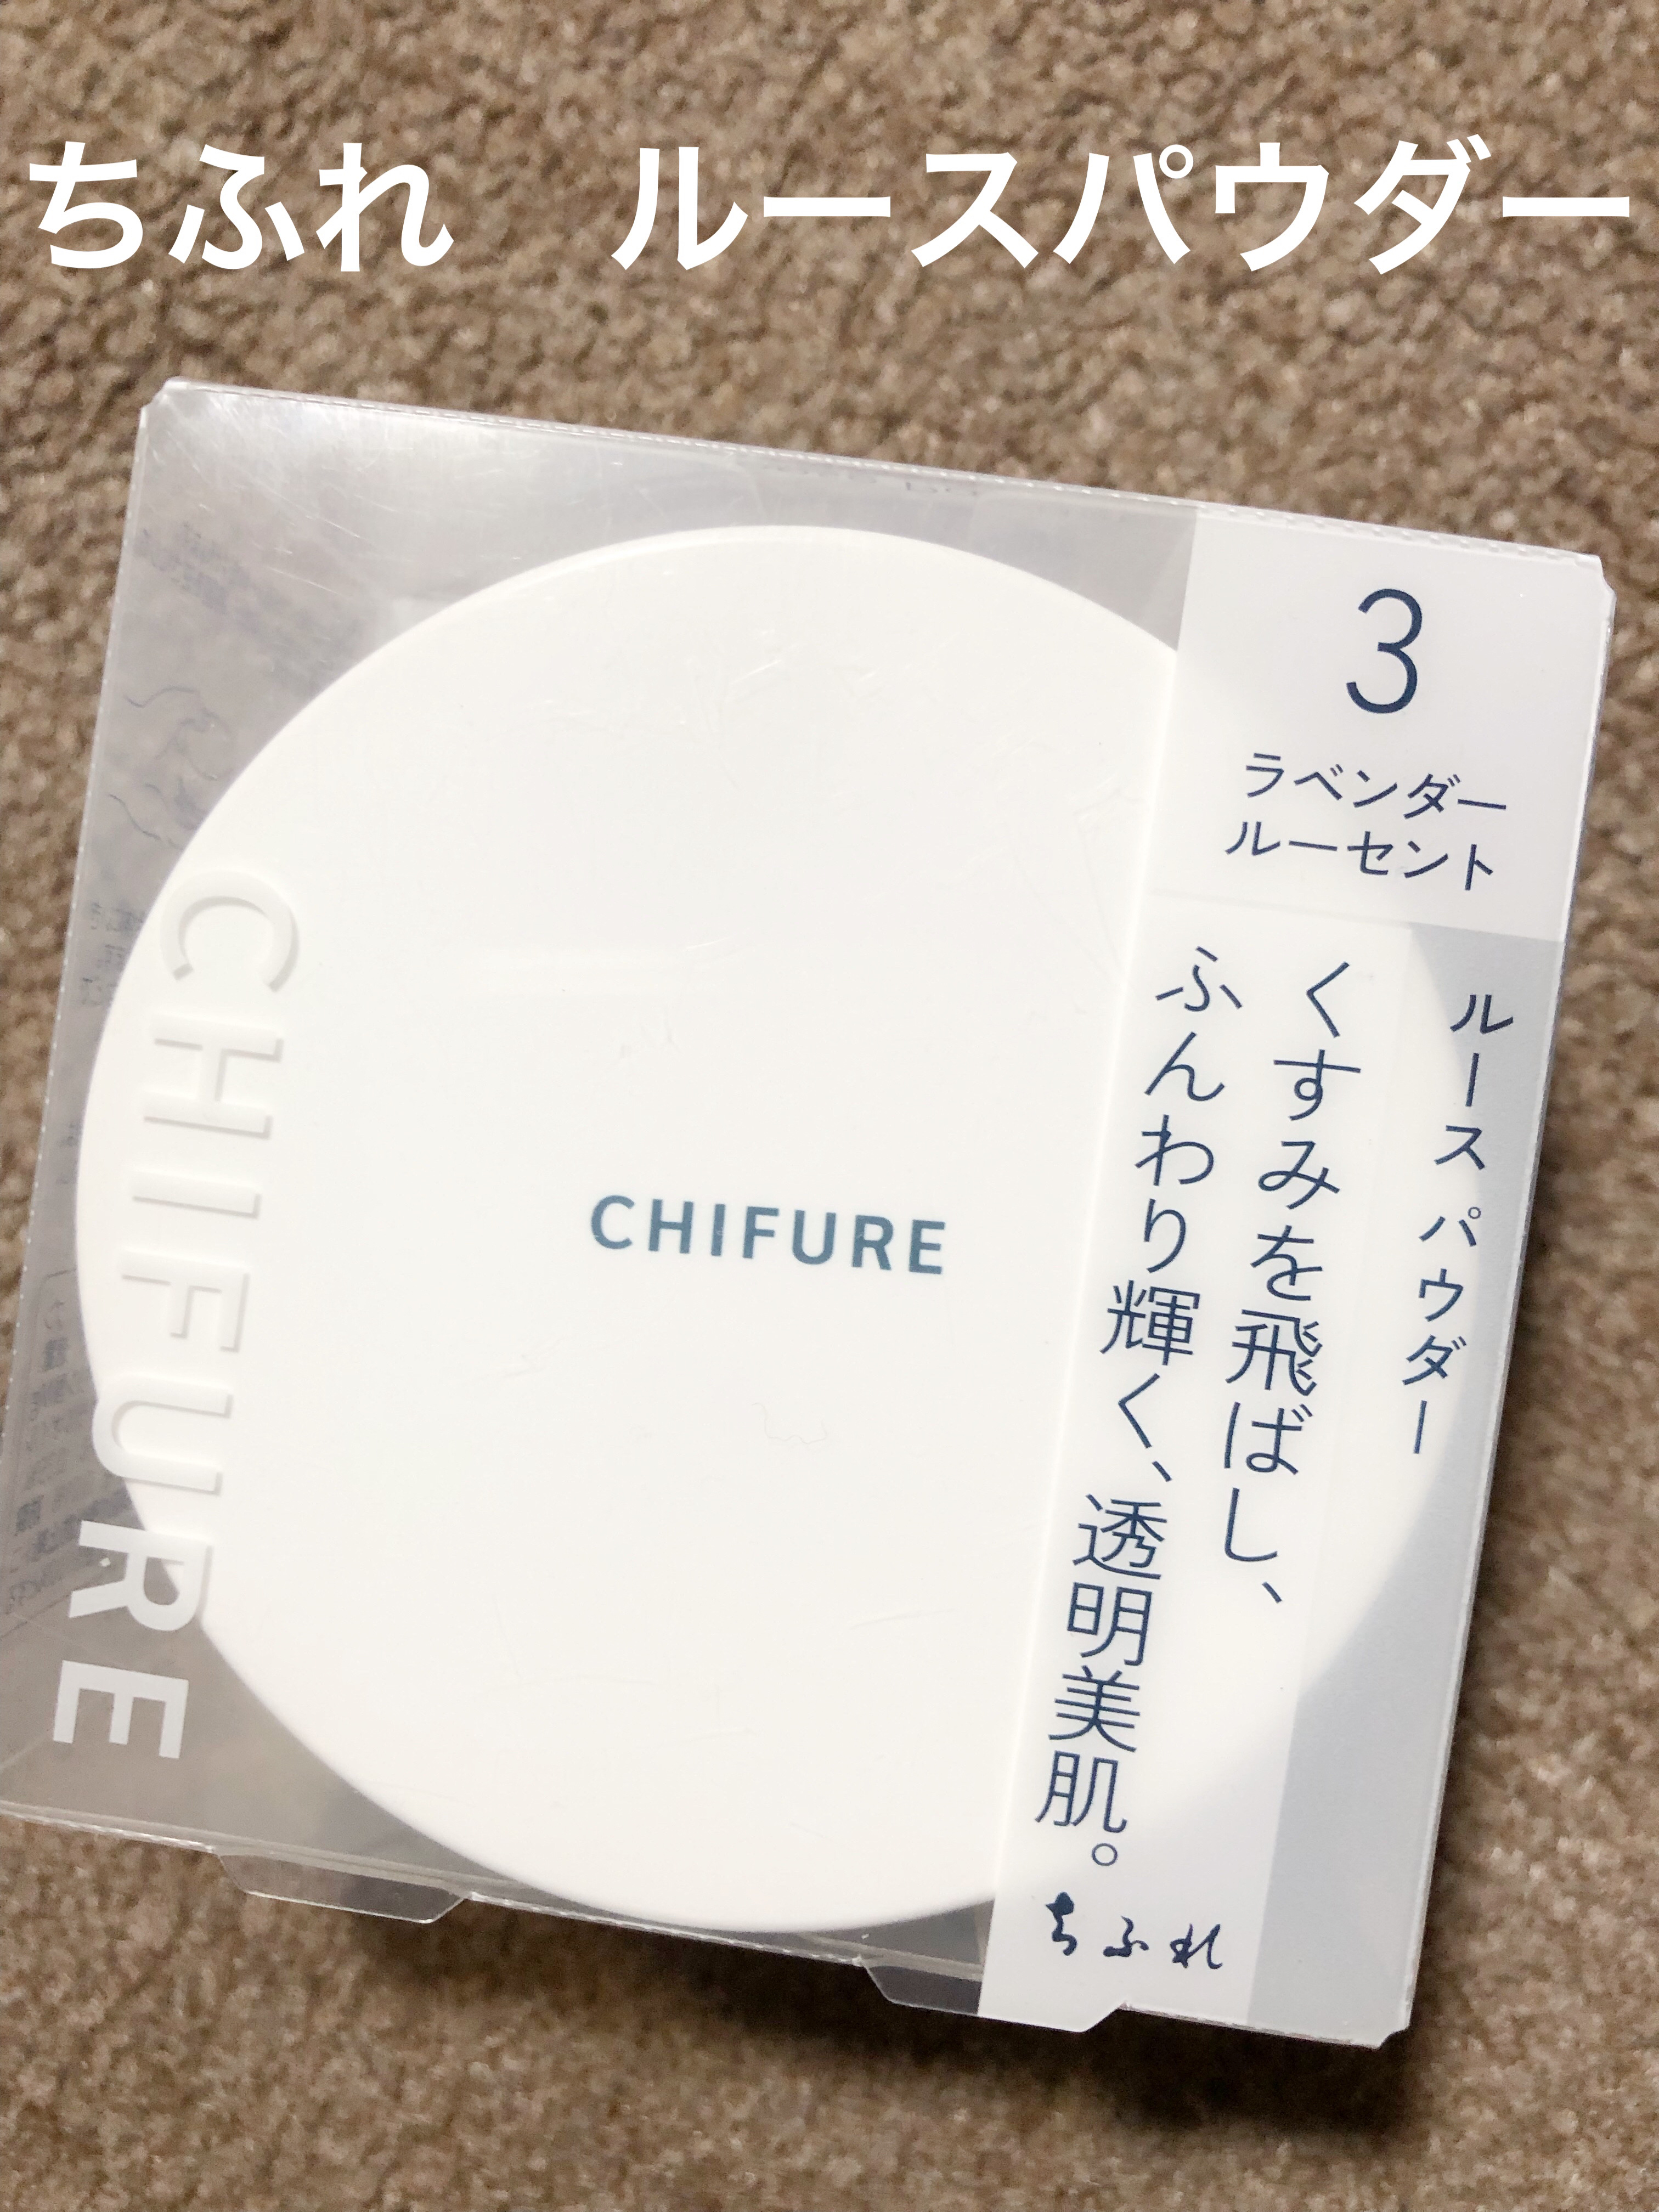 ちふれ　ルースパウダー
3
ラベンダー
ルーセント
ルースパウダー
くすみを飛ばし、
ふんわり輝く、透明美肌。
ちふれ
CHIFURE
CHIFURE